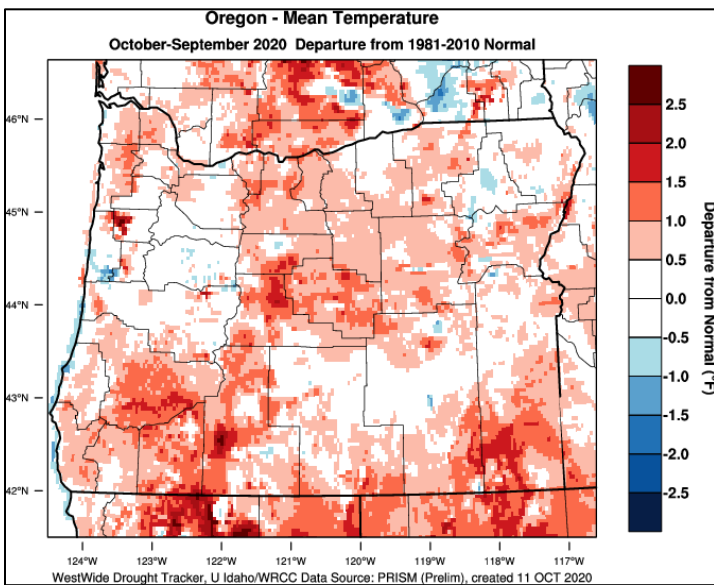 Oregon - Mean Temperature
October-September 2020 Departure from 1981-2010 Normal
46°N
45°N
44°N
43°N
42°N
124°W 123°W 122°W 121°W 120°W 119°W 118°W 117°W
2.5
2.0
1.5
1.0
0.5
0.0
-0.5
-1.0
-1.5
-2.0
-2.5
Departure from Normal (°F)
WestWide Drought Tracker, U Idaho/WRCC Data Source: PRISM (Prelim), created 11 OCT 2020